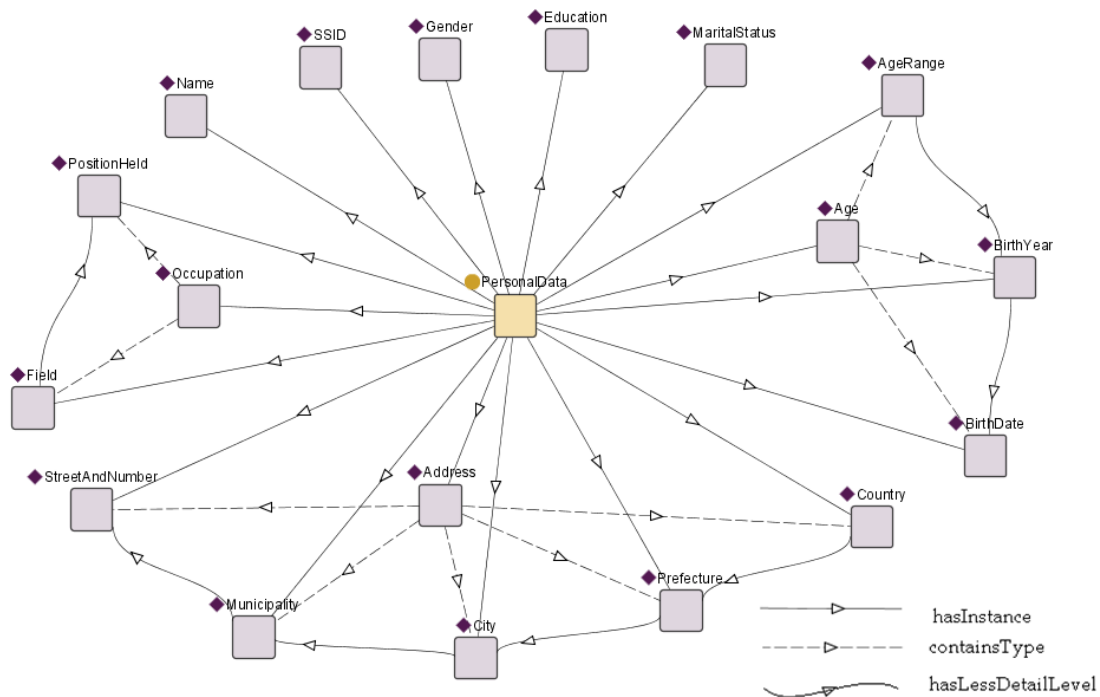 Education
Gender
SSID
MaritalStatus
AgeRange
Name
PositionHeld
Age
BirthYear
Occupation
PersonalData
Field
BirthDate
StreetAndNumber
Address
Country
Prefecture
Municipality
City
hasInstance
containsType
hasLessDetailLevel